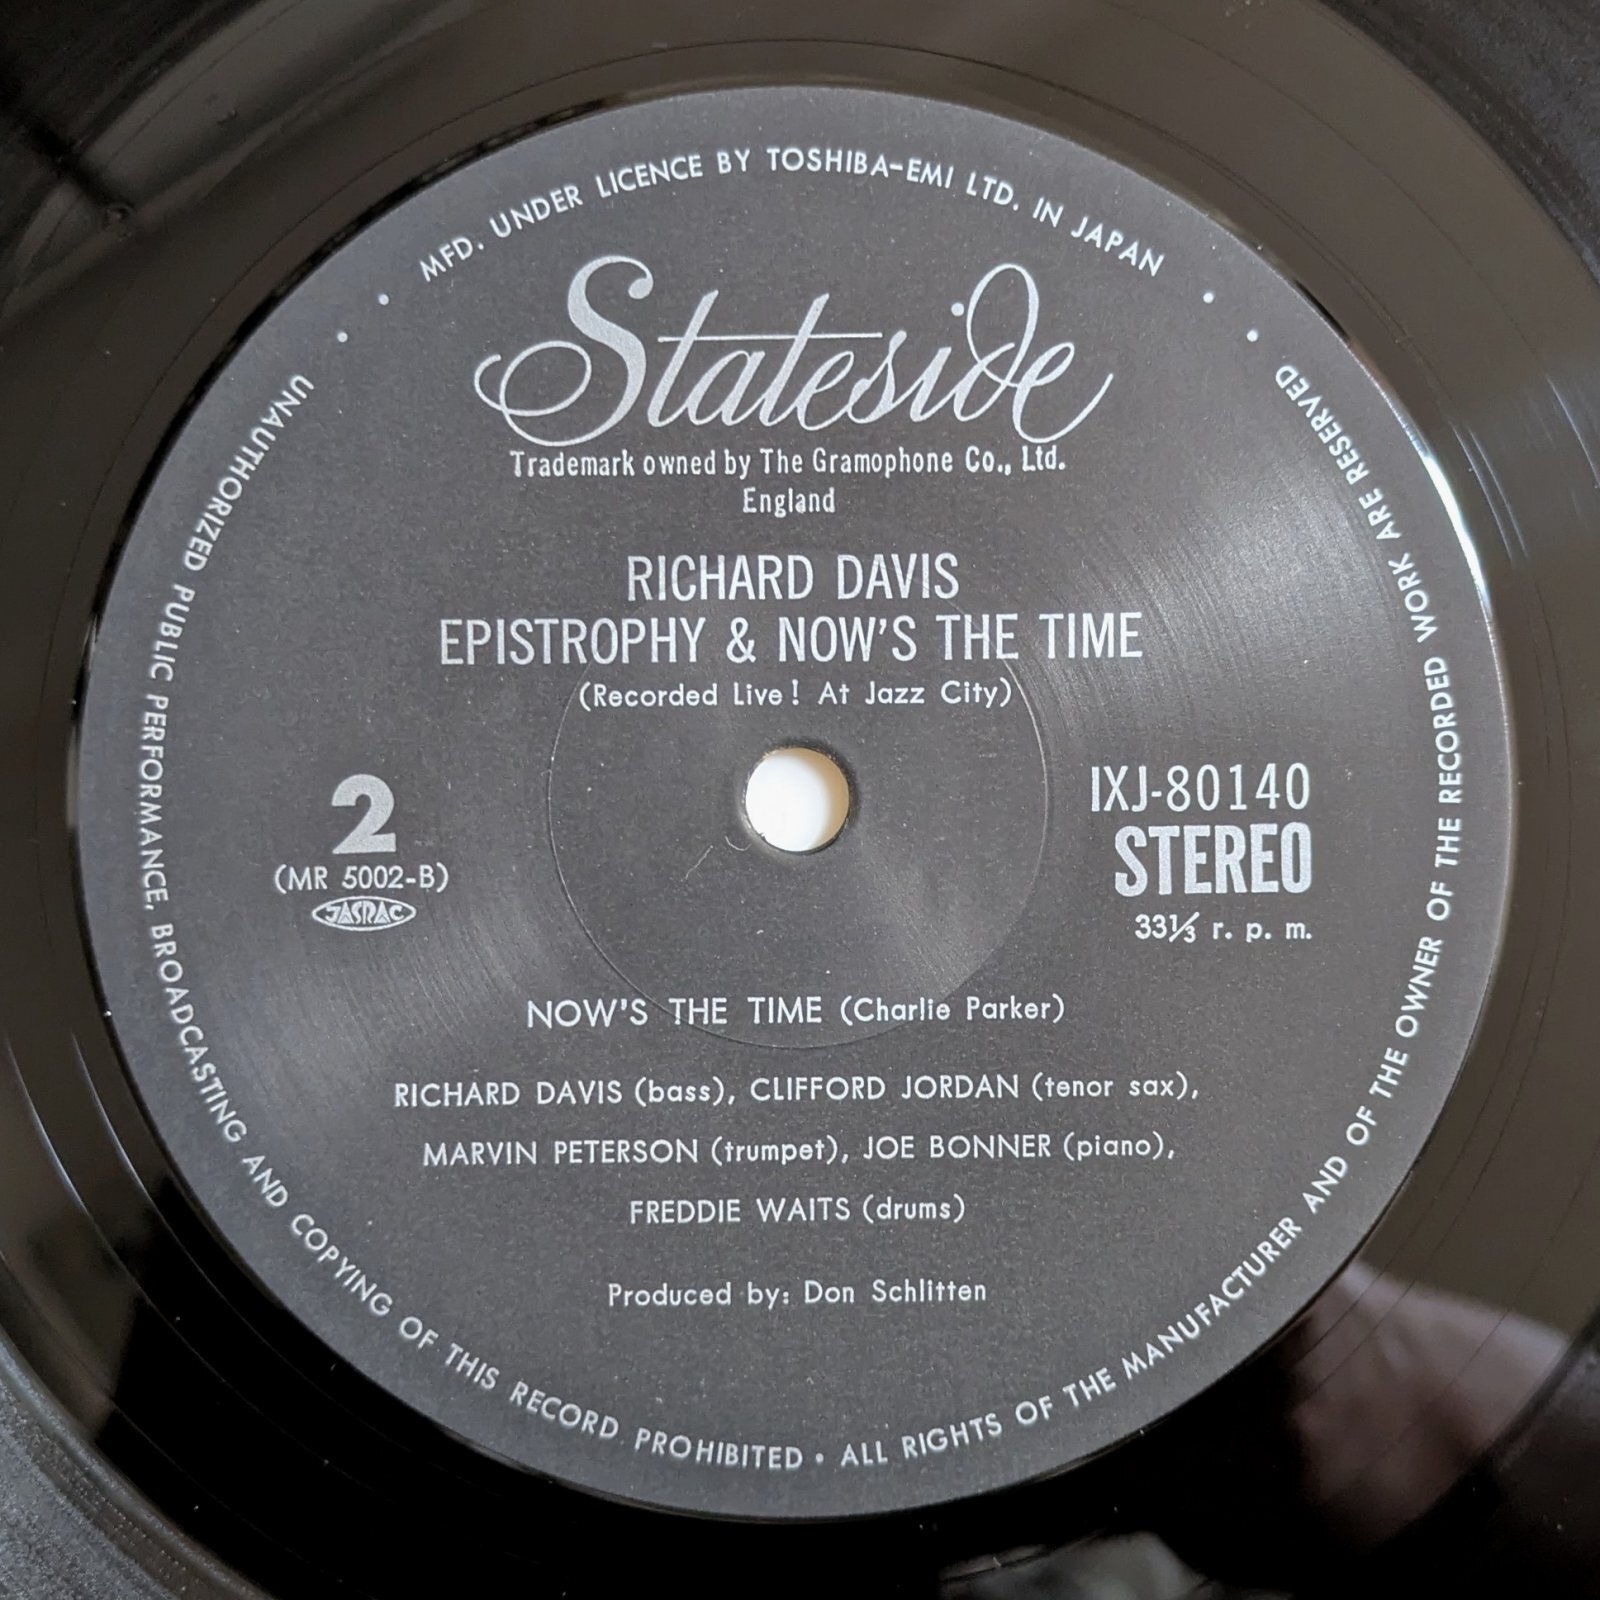 MFD. UNDER LICENCE BY TOSHIBA-EMI LTD. IN JAPAN
Stateside
Trademark owned by The Gramophone Co., Ltd.
England
RICHARD DAVIS
EPISTROPHY & NOW'S THE TIME
(Recorded Live! At Jazz City)
2
(MR 5002-B)
JASRAC
IXJ-80140
STEREO
33⅓ r. p. m.
NOW'S THE TIME (Charlie Parker)
RICHARD DAVIS (bass), CLIFFORD JORDAN (tenor sax),
MARVIN PETERSON (trumpet), JOE BONNER (piano),
FREDDIE WAITS (drums)
Produced by: Don Schlitten
UNAUTHORIZED PUBLIC PERFORMANCE, BROADCASTING AND COPYING OF THIS RECORD PROHIBITED • ALL RIGHTS OF THE MANUFACTURER AND OF THE OWNER OF THE RECORDED WORK ARE RESERVED